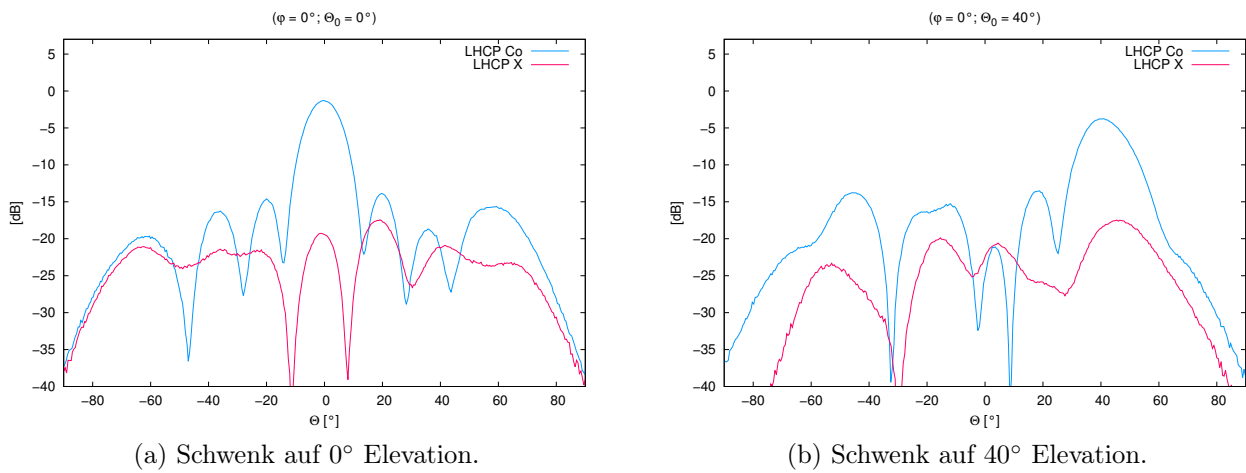 (φ = 0°; Θ0 = 0°)
LHCP Co
LHCP X
5
0
−5
−10
−15
−20
−25
−30
−35
−40
[dB]
−80 −60 −40 −20 0 20 40 60 80
Θ [°]
(a) Schwenk auf 0° Elevation.
(φ = 0°; Θ0 = 40°)
LHCP Co
LHCP X
5
0
−5
−10
−15
−20
−25
−30
−35
−40
[dB]
−80 −60 −40 −20 0 20 40 60 80
Θ [°]
(b) Schwenk auf 40° Elevation.